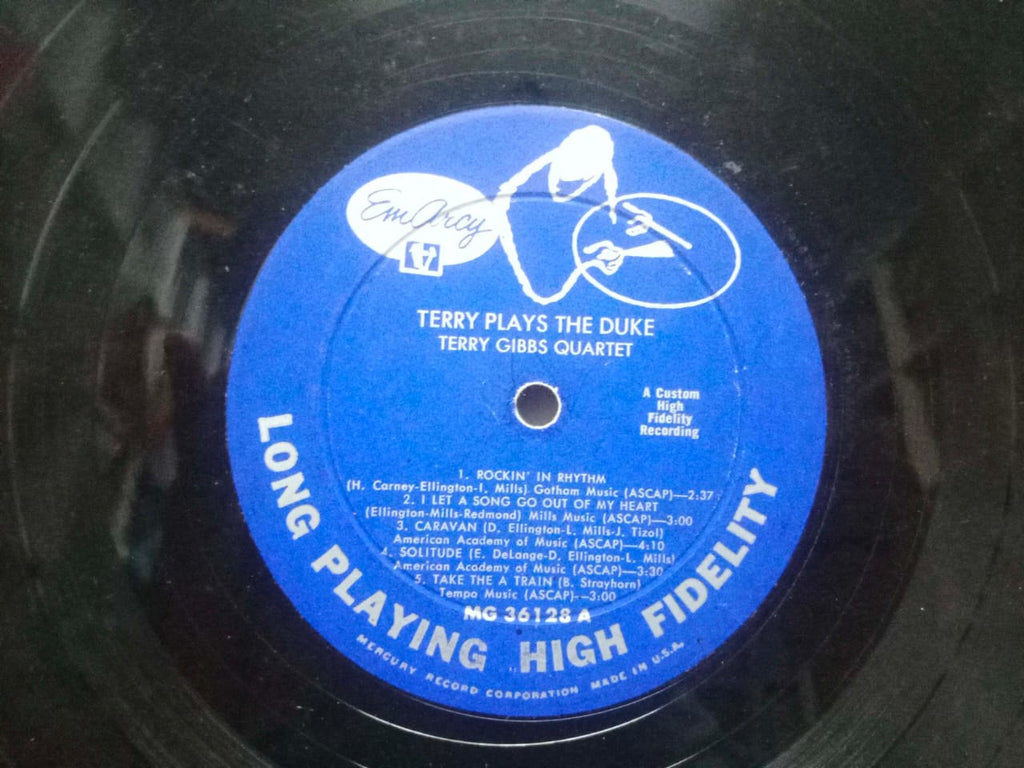 EmArcy
TERRY PLAYS THE DUKE
TERRY GIBBS QUARTET
A Custom
High
Fidelity
Recording
1. ROCKIN' IN RHYTHM
(H. Carney-Ellington-I. Mills) Gotham Music (ASCAP)—2:37
2. I LET A SONG GO OUT OF MY HEART
(Ellington-Mills-Redmond) Mills Music (ASCAP)—3:00
3. CARAVAN (D. Ellington-L. Mills-J. Tizol)
American Academy of Music (ASCAP)—4:10
4. SOLITUDE (E. DeLange-D. Ellington-L. Mills)
American Academy of Music (ASCAP)—3:30
5. TAKE THE A TRAIN (B. Strayhorn)
Tempo Music (ASCAP)—3:00
MG 36128 A
LONG PLAYING HIGH FIDELITY
MERCURY RECORD CORPORATION MADE IN U.S.A.